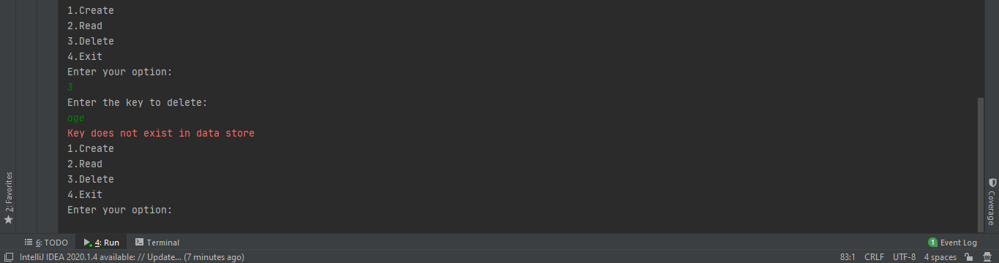 1.Create
2.Read
3.Delete
4.Exit
Enter your option:
3
Enter the key to delete:
age
Key does not exist in data store
1.Create
2.Read
3.Delete
4.Exit
Enter your option:
2: Favorites
Coverage
6: TODO
4: Run
Terminal
1 Event Log
IntelliJ IDEA 2020.1.4 available: // Update... (7 minutes ago)
83:1 CRLF UTF-8 4 spaces